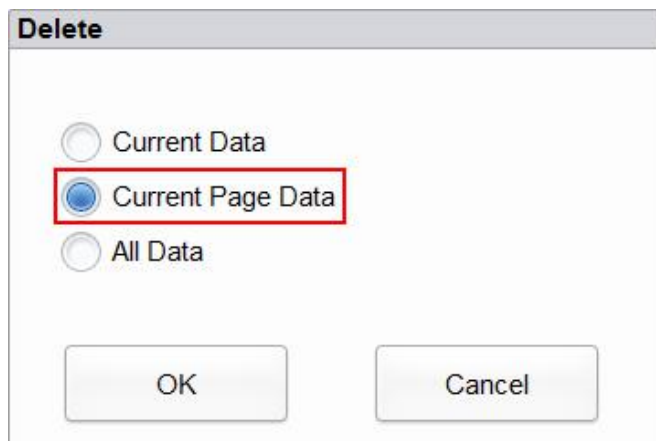 Delete
Current Data
Current Page Data
All Data
OK
Cancel